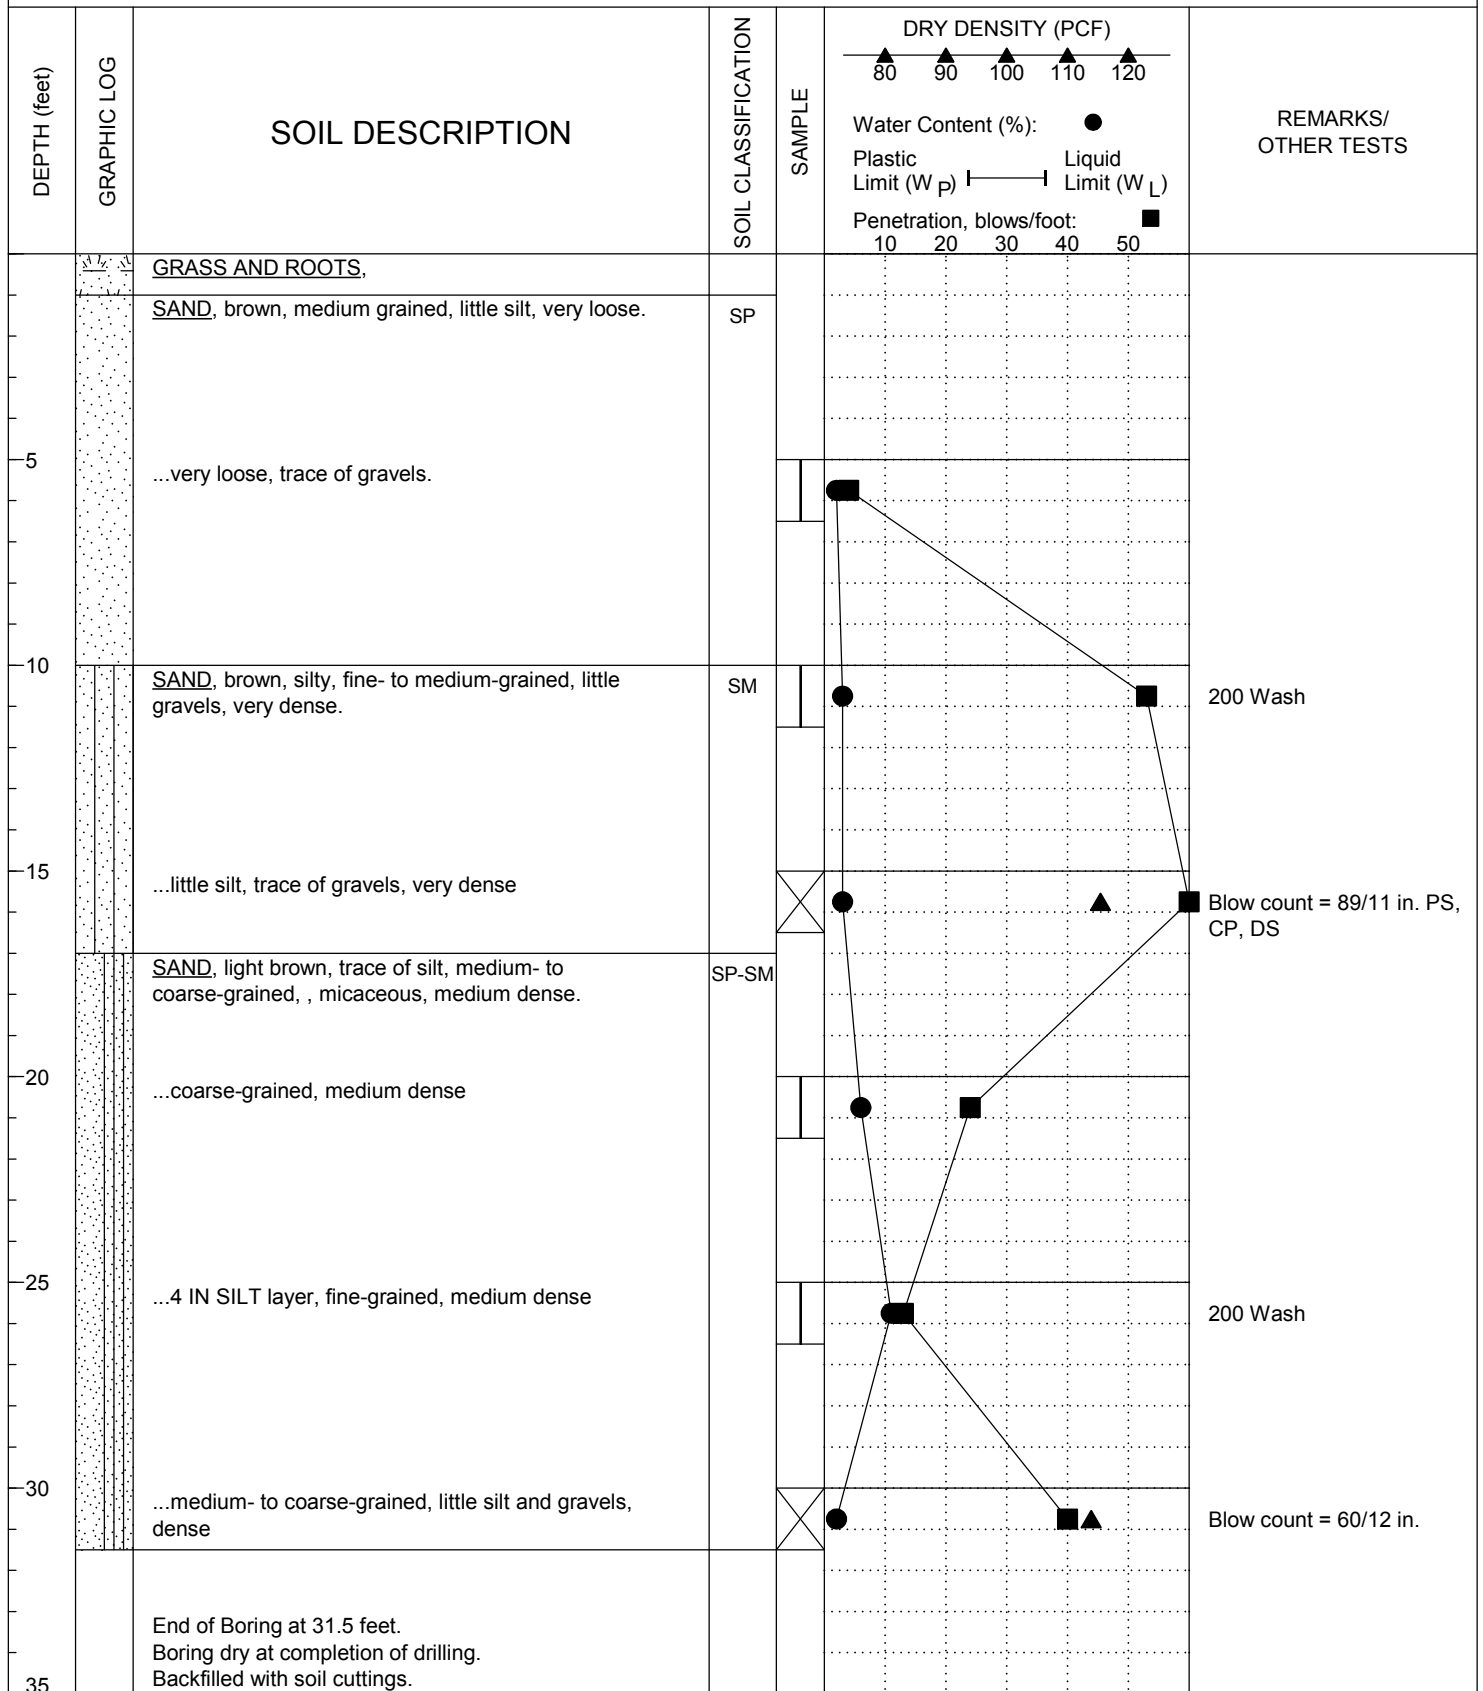 DEPTH (feet)
GRAPHIC LOG
SOIL DESCRIPTION
SOIL CLASSIFICATION
SAMPLE
DRY DENSITY (PCF)
80 90 100 110 120
Water Content (%):
Plastic Limit (W P)
Liquid Limit (W L)
Penetration, blows/foot:
10 20 30 40 50
REMARKS/
OTHER TESTS
GRASS AND ROOTS,
SAND, brown, medium grained, little silt, very loose.
SP
5
...very loose, trace of gravels.
10
SAND, brown, silty, fine- to medium-grained, little
gravels, very dense.
SM
200 Wash
15
...little silt, trace of gravels, very dense
Blow count = 89/11 in. PS,
CP, DS
SAND, light brown, trace of silt, medium- to
coarse-grained, , micaceous, medium dense.
SP-SM
20
...coarse-grained, medium dense
25
...4 IN SILT layer, fine-grained, medium dense
200 Wash
30
...medium- to coarse-grained, little silt and gravels,
dense
Blow count = 60/12 in.
End of Boring at 31.5 feet.
Boring dry at completion of drilling.
Backfilled with soil cuttings.
35